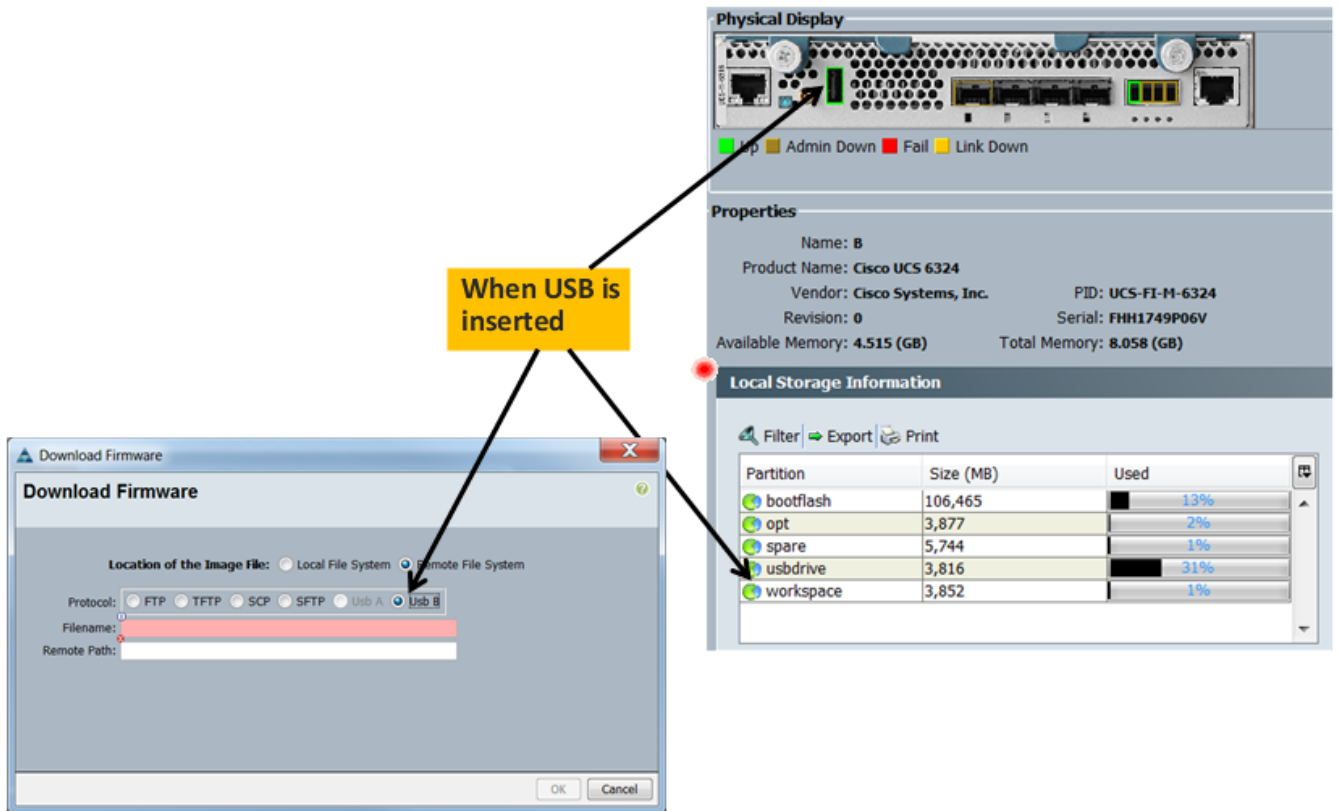 Physical Display
Up Admin Down Fail Link Down
Properties
Name: B
Product Name: Cisco UCS 6324
Vendor: Cisco Systems, Inc. PID: UCS-FI-M-6324
Revision: 0 Serial: FHH1749P06V
Available Memory: 4.515 (GB) Total Memory: 8.058 (GB)
Local Storage Information
Filter Export Print
Partition Size (MB) Used
bootflash 106,465 13%
opt 3,877 2%
spare 5,744 1%
usbdrive 3,816 31%
workspace 3,852 1%
When USB is
inserted
Download Firmware
Download Firmware
Location of the Image File: Local File System Remote File System
Protocol: FTP TFTP SCP SFTP Usb A Usb B
Filename:
Remote Path:
OK Cancel